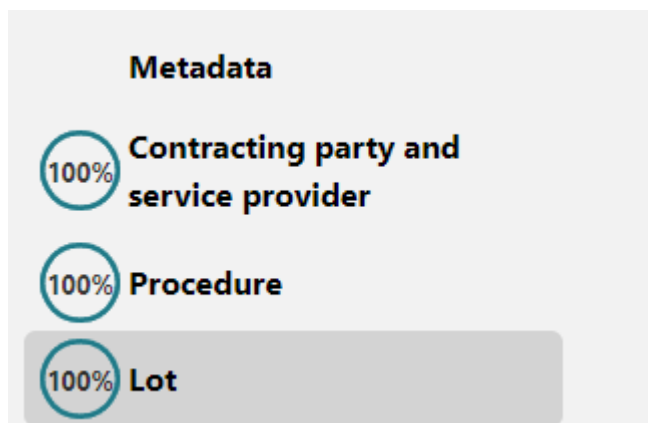 Metadata
100% Contracting party and
service provider
100% Procedure
100% Lot